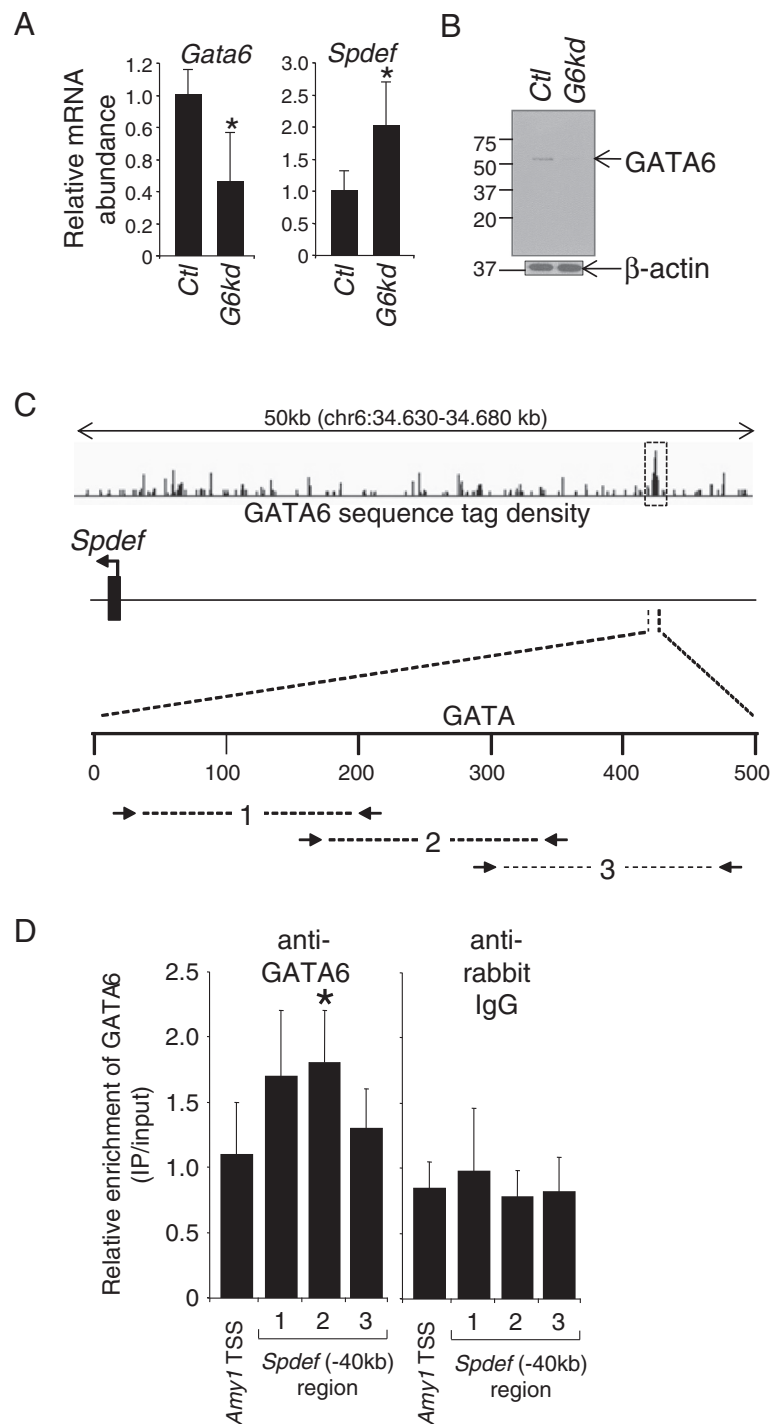 A
Gata6
Spdef
Relative mRNA
abundance
1.2
1.0
0.6
0.8
0.4
0.2
0
*
Ctl
G6kd
3.0
2.5
2.0
1.5
1.0
0.5
0
*
Ctl
G6kd
B
Ctl
G6kd
75
50
37
20
GATA6
37
β-actin
C
50kb (chr6:34.630-34.680 kb)
GATA6 sequence tag density
Spdef
GATA
0 100 200 300 400 500
1
2
3
D
anti-
GATA6
*
anti-
rabbit
IgG
Relative enrichment of GATA6
(IP/input)
2.5
2.0
1.5
1.0
0.5
0
Amy1 TSS
1 2 3
Spdef (-40kb)
region
Amy1 TSS
1 2 3
Spdef (-40kb)
region